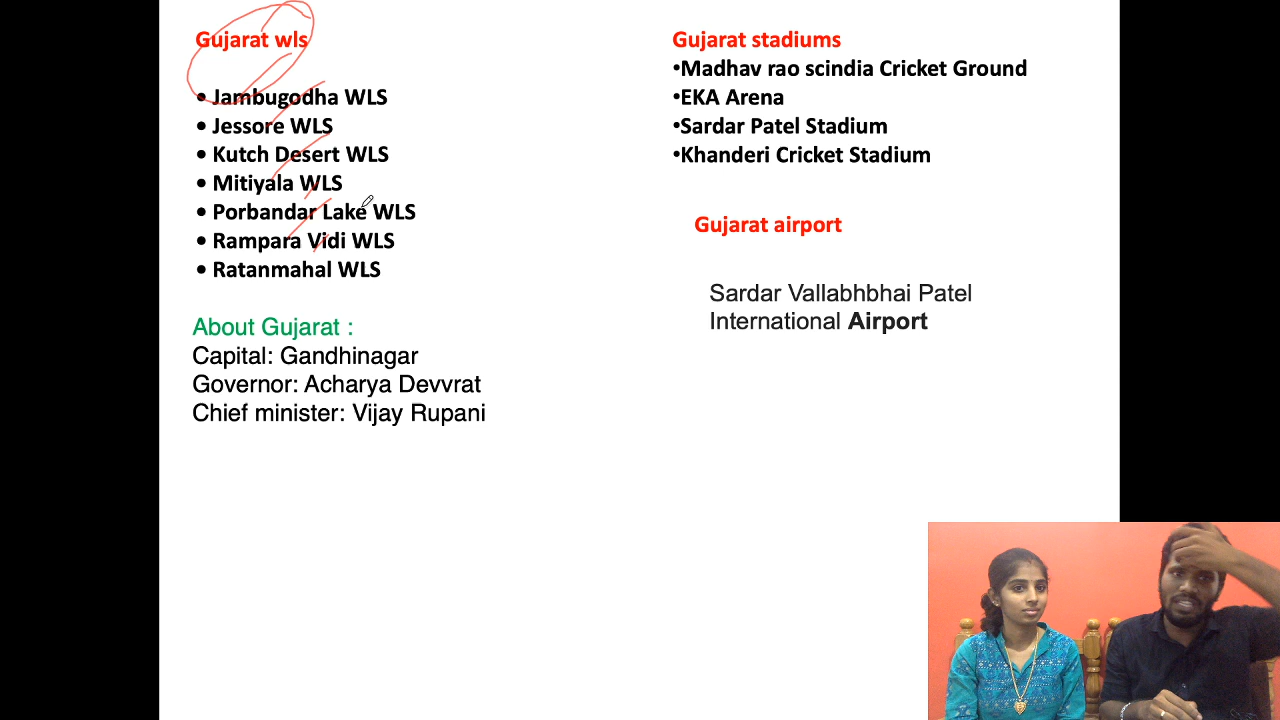 Gujarat wls
• Jambugodha WLS
• Jessore WLS
• Kutch Desert WLS
• Mitiyala WLS
• Porbandar Lake WLS
• Rampara Vidi WLS
• Ratanmahal WLS
About Gujarat :
Capital: Gandhinagar
Governor: Acharya Devvrat
Chief minister: Vijay Rupani
Gujarat stadiums
•Madhav rao scindia Cricket Ground
•EKA Arena
•Sardar Patel Stadium
•Khanderi Cricket Stadium
Gujarat airport
Sardar Vallabhbhai Patel
International Airport